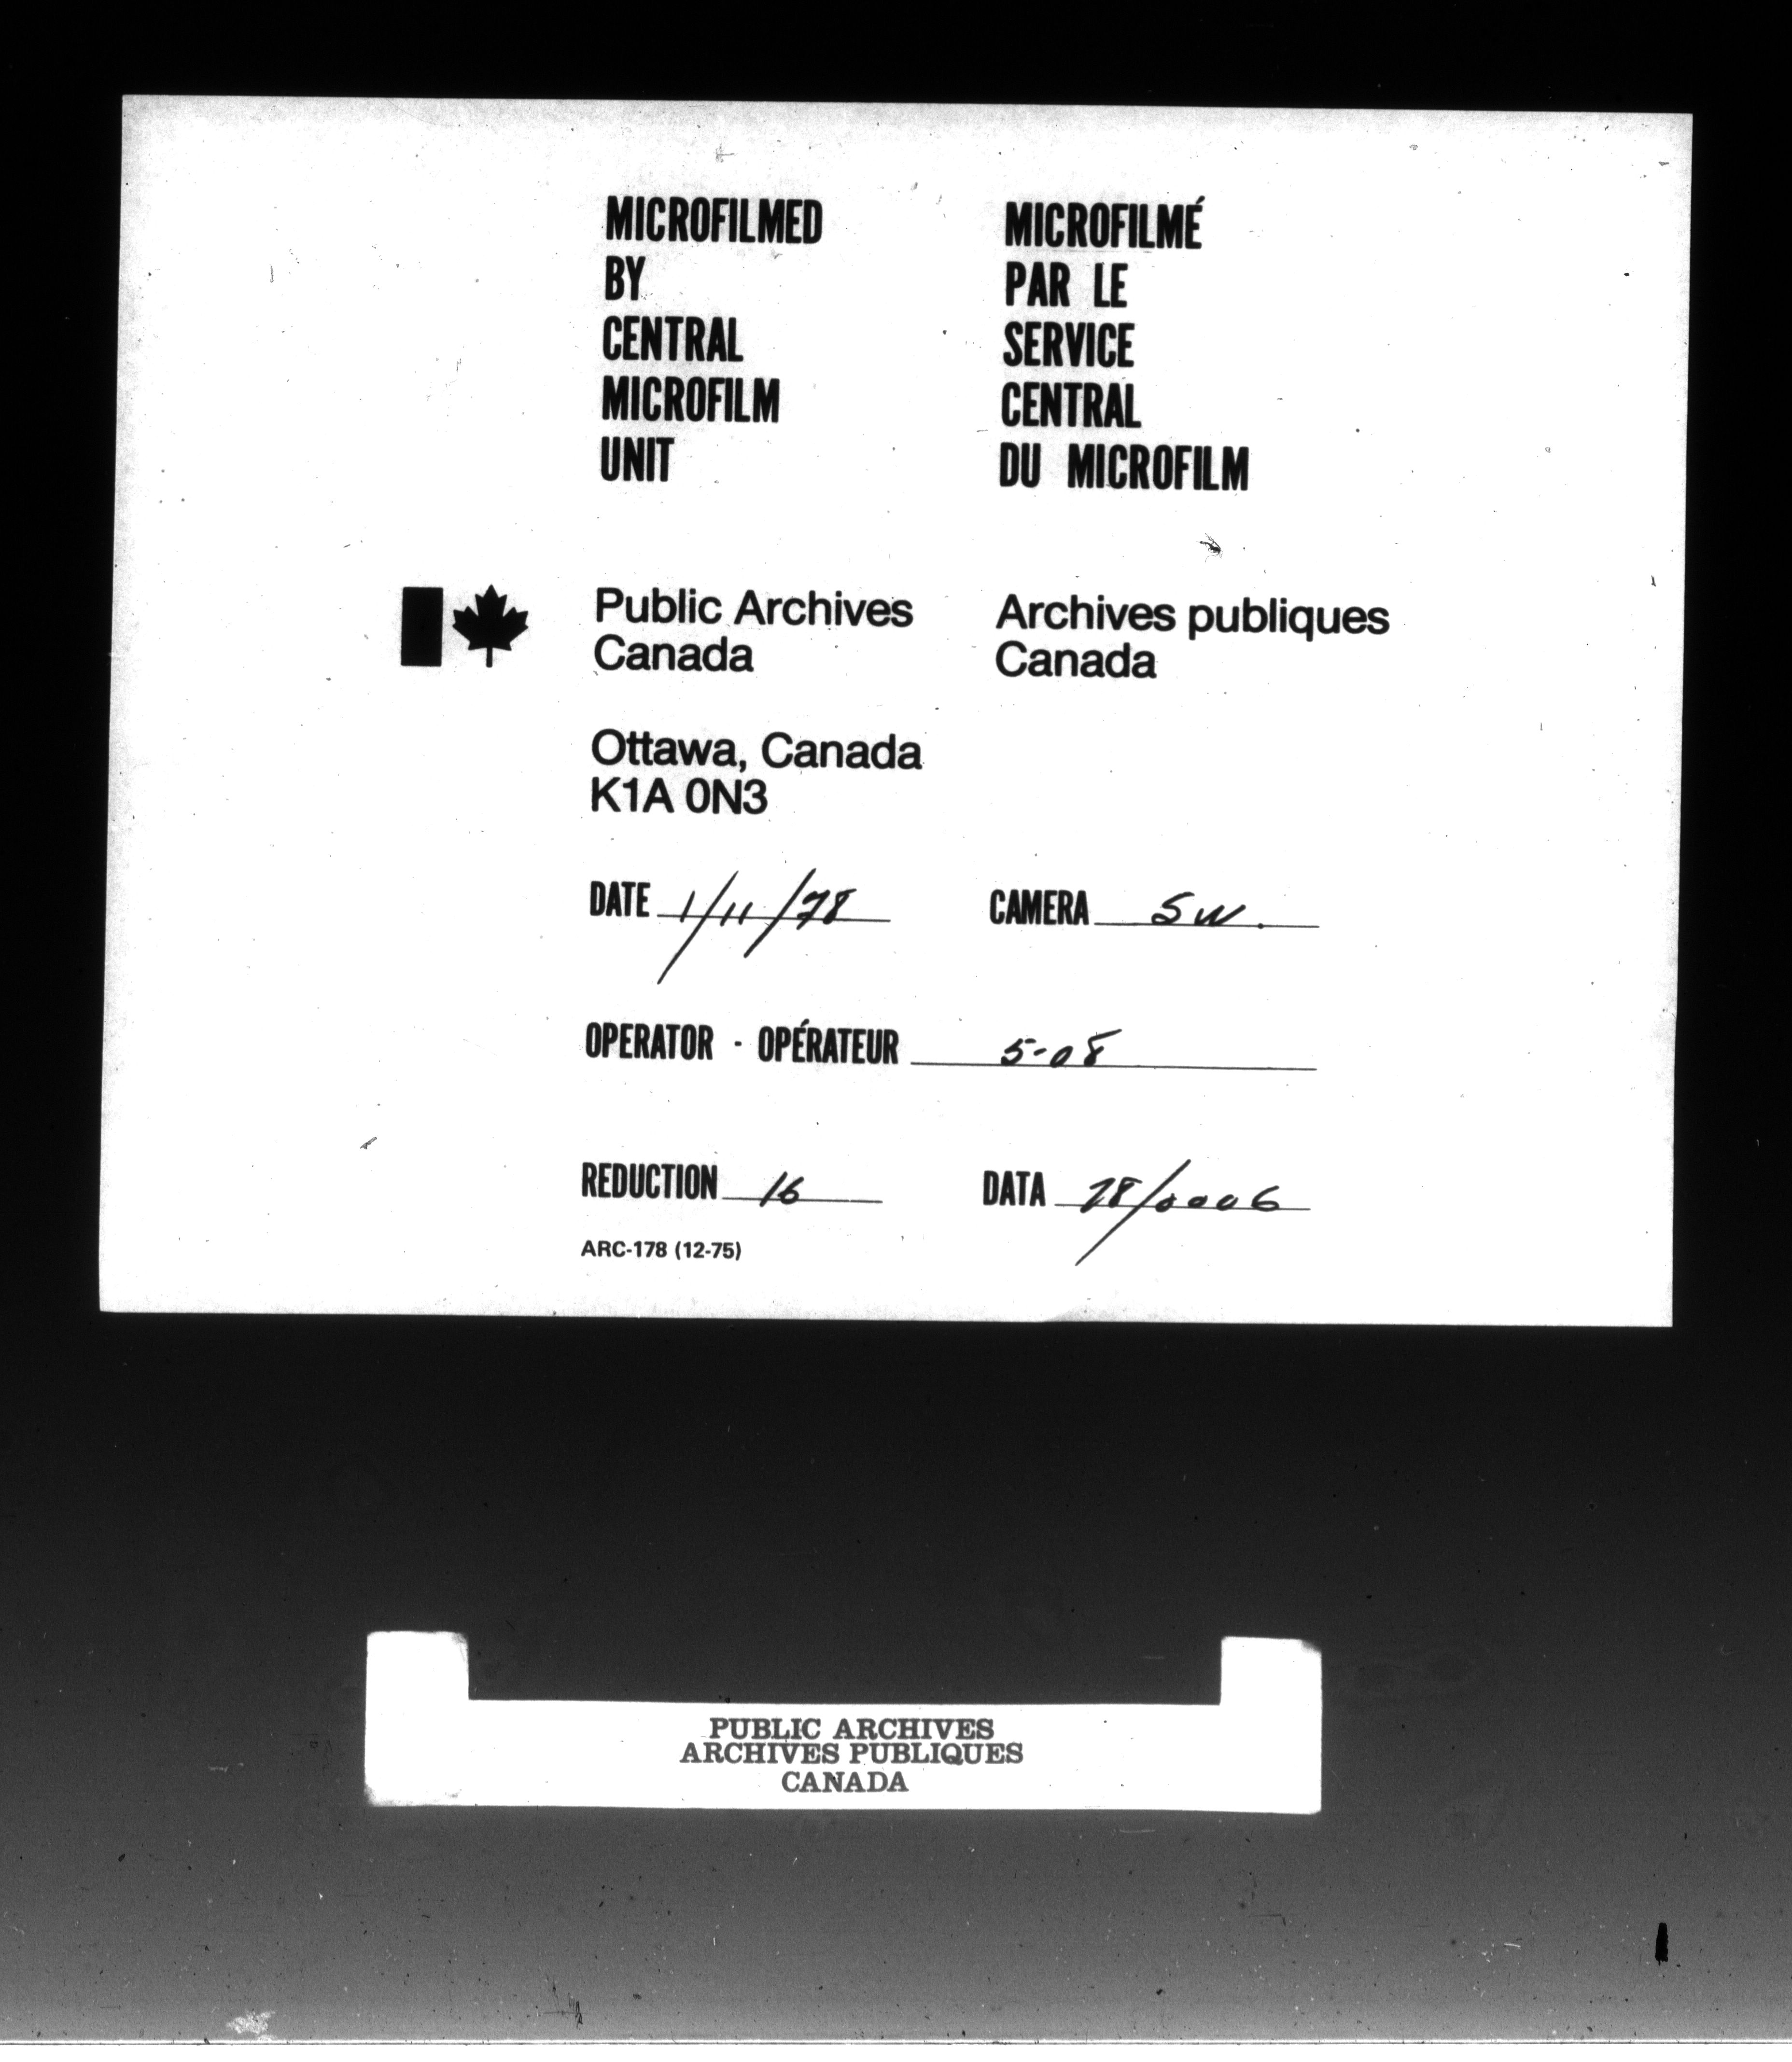 MICROFILMED
BY
CENTRAL
MICROFILM
UNIT
MICROFILMÉ
PAR LE
SERVICE
CENTRAL
DU MICROFILM
Public Archives
Canada
Archives publiques
Canada
Ottawa, Canada
K1A 0N3
DATE 1/11/78
CAMERA SW.
OPERATOR - OPÉRATEUR 5-08
REDUCTION 16
DATA 78/0006
ARC-178 (12-75)
PUBLIC ARCHIVES
ARCHIVES PUBLIQUES
CANADA